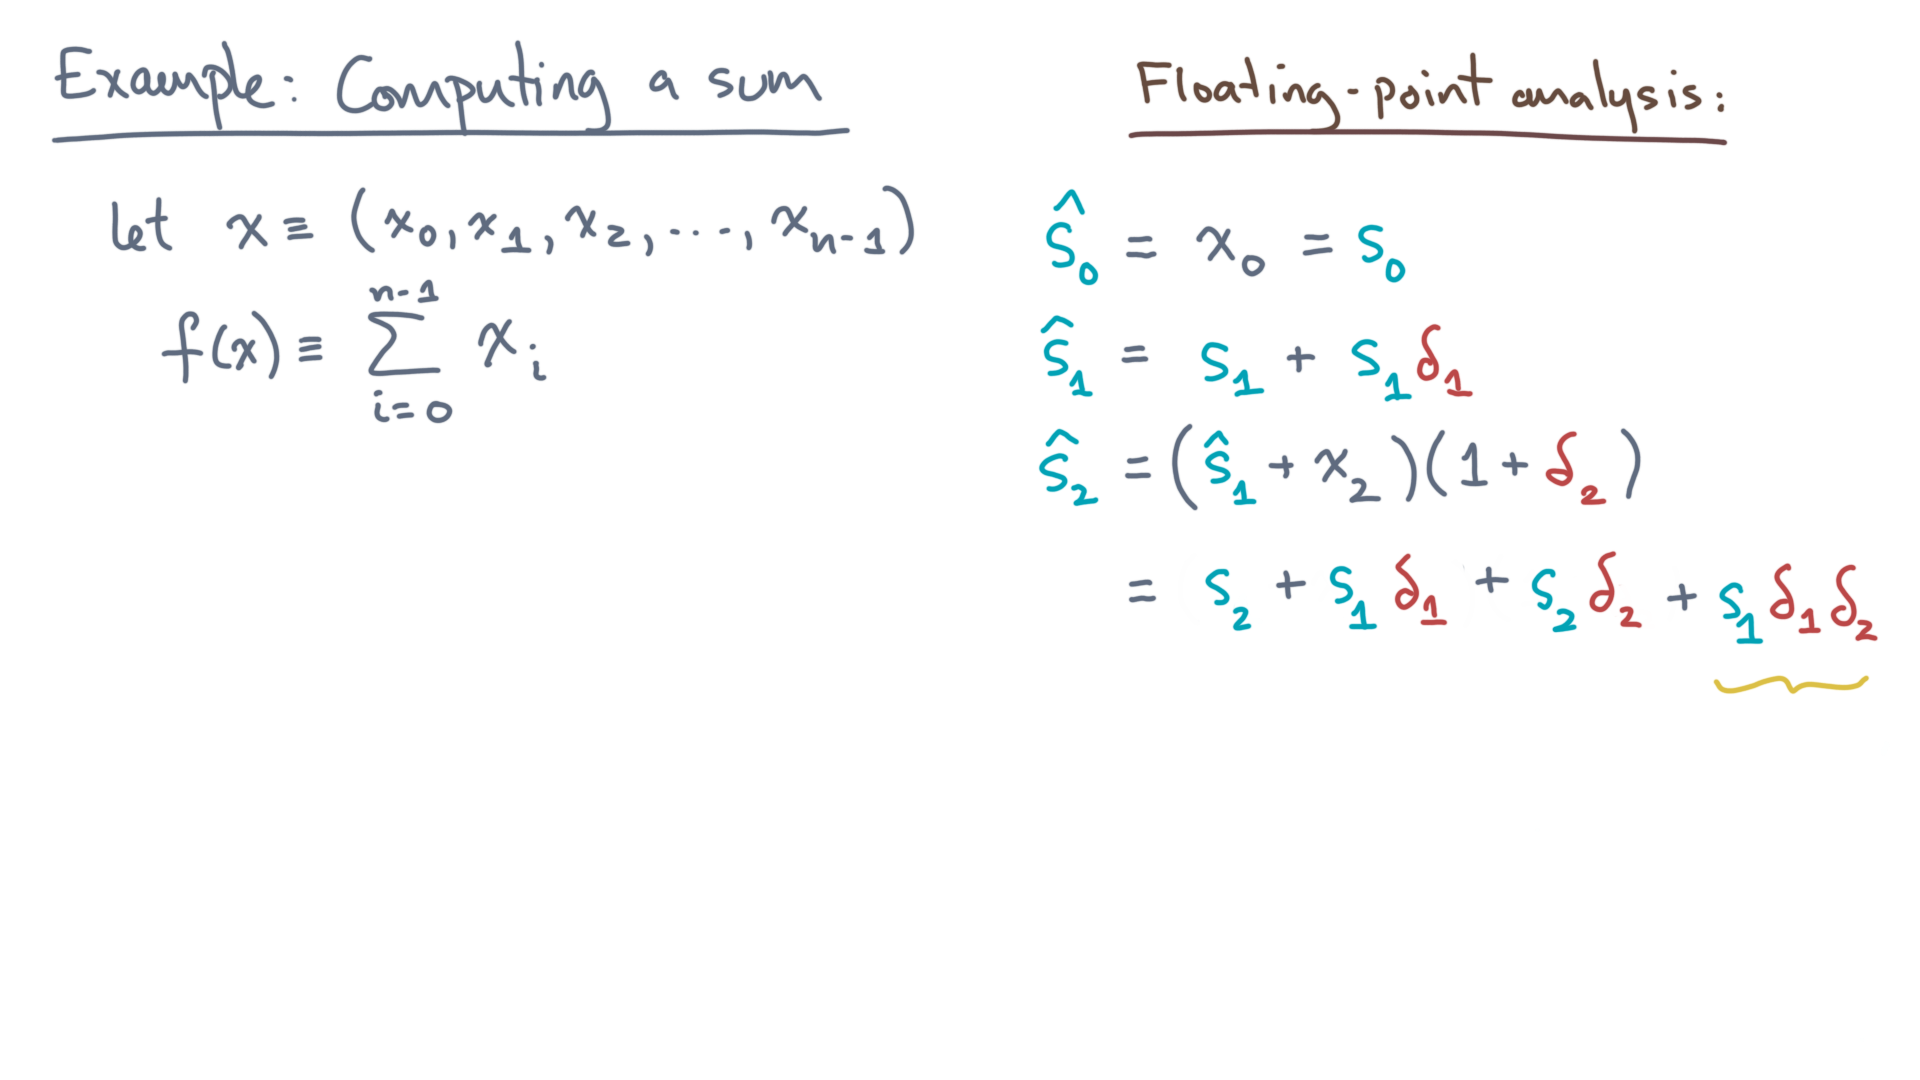 Example: Computing a sum
let x ≡ (x₀, x₁, x₂, ..., xₙ₋₁)
f(x) ≡ ∑ᵢ₌₀ⁿ⁻¹ xᵢ
Floating-point analysis:
ŝ₀ = x₀ = s₀
ŝ₁ = s₁ + s₁δ₁
ŝ₂ = (ŝ₁ + x₂)(1 + δ₂)
= s₂ + s₁δ₁ + s₂δ₂ + s₁δ₁δ₂